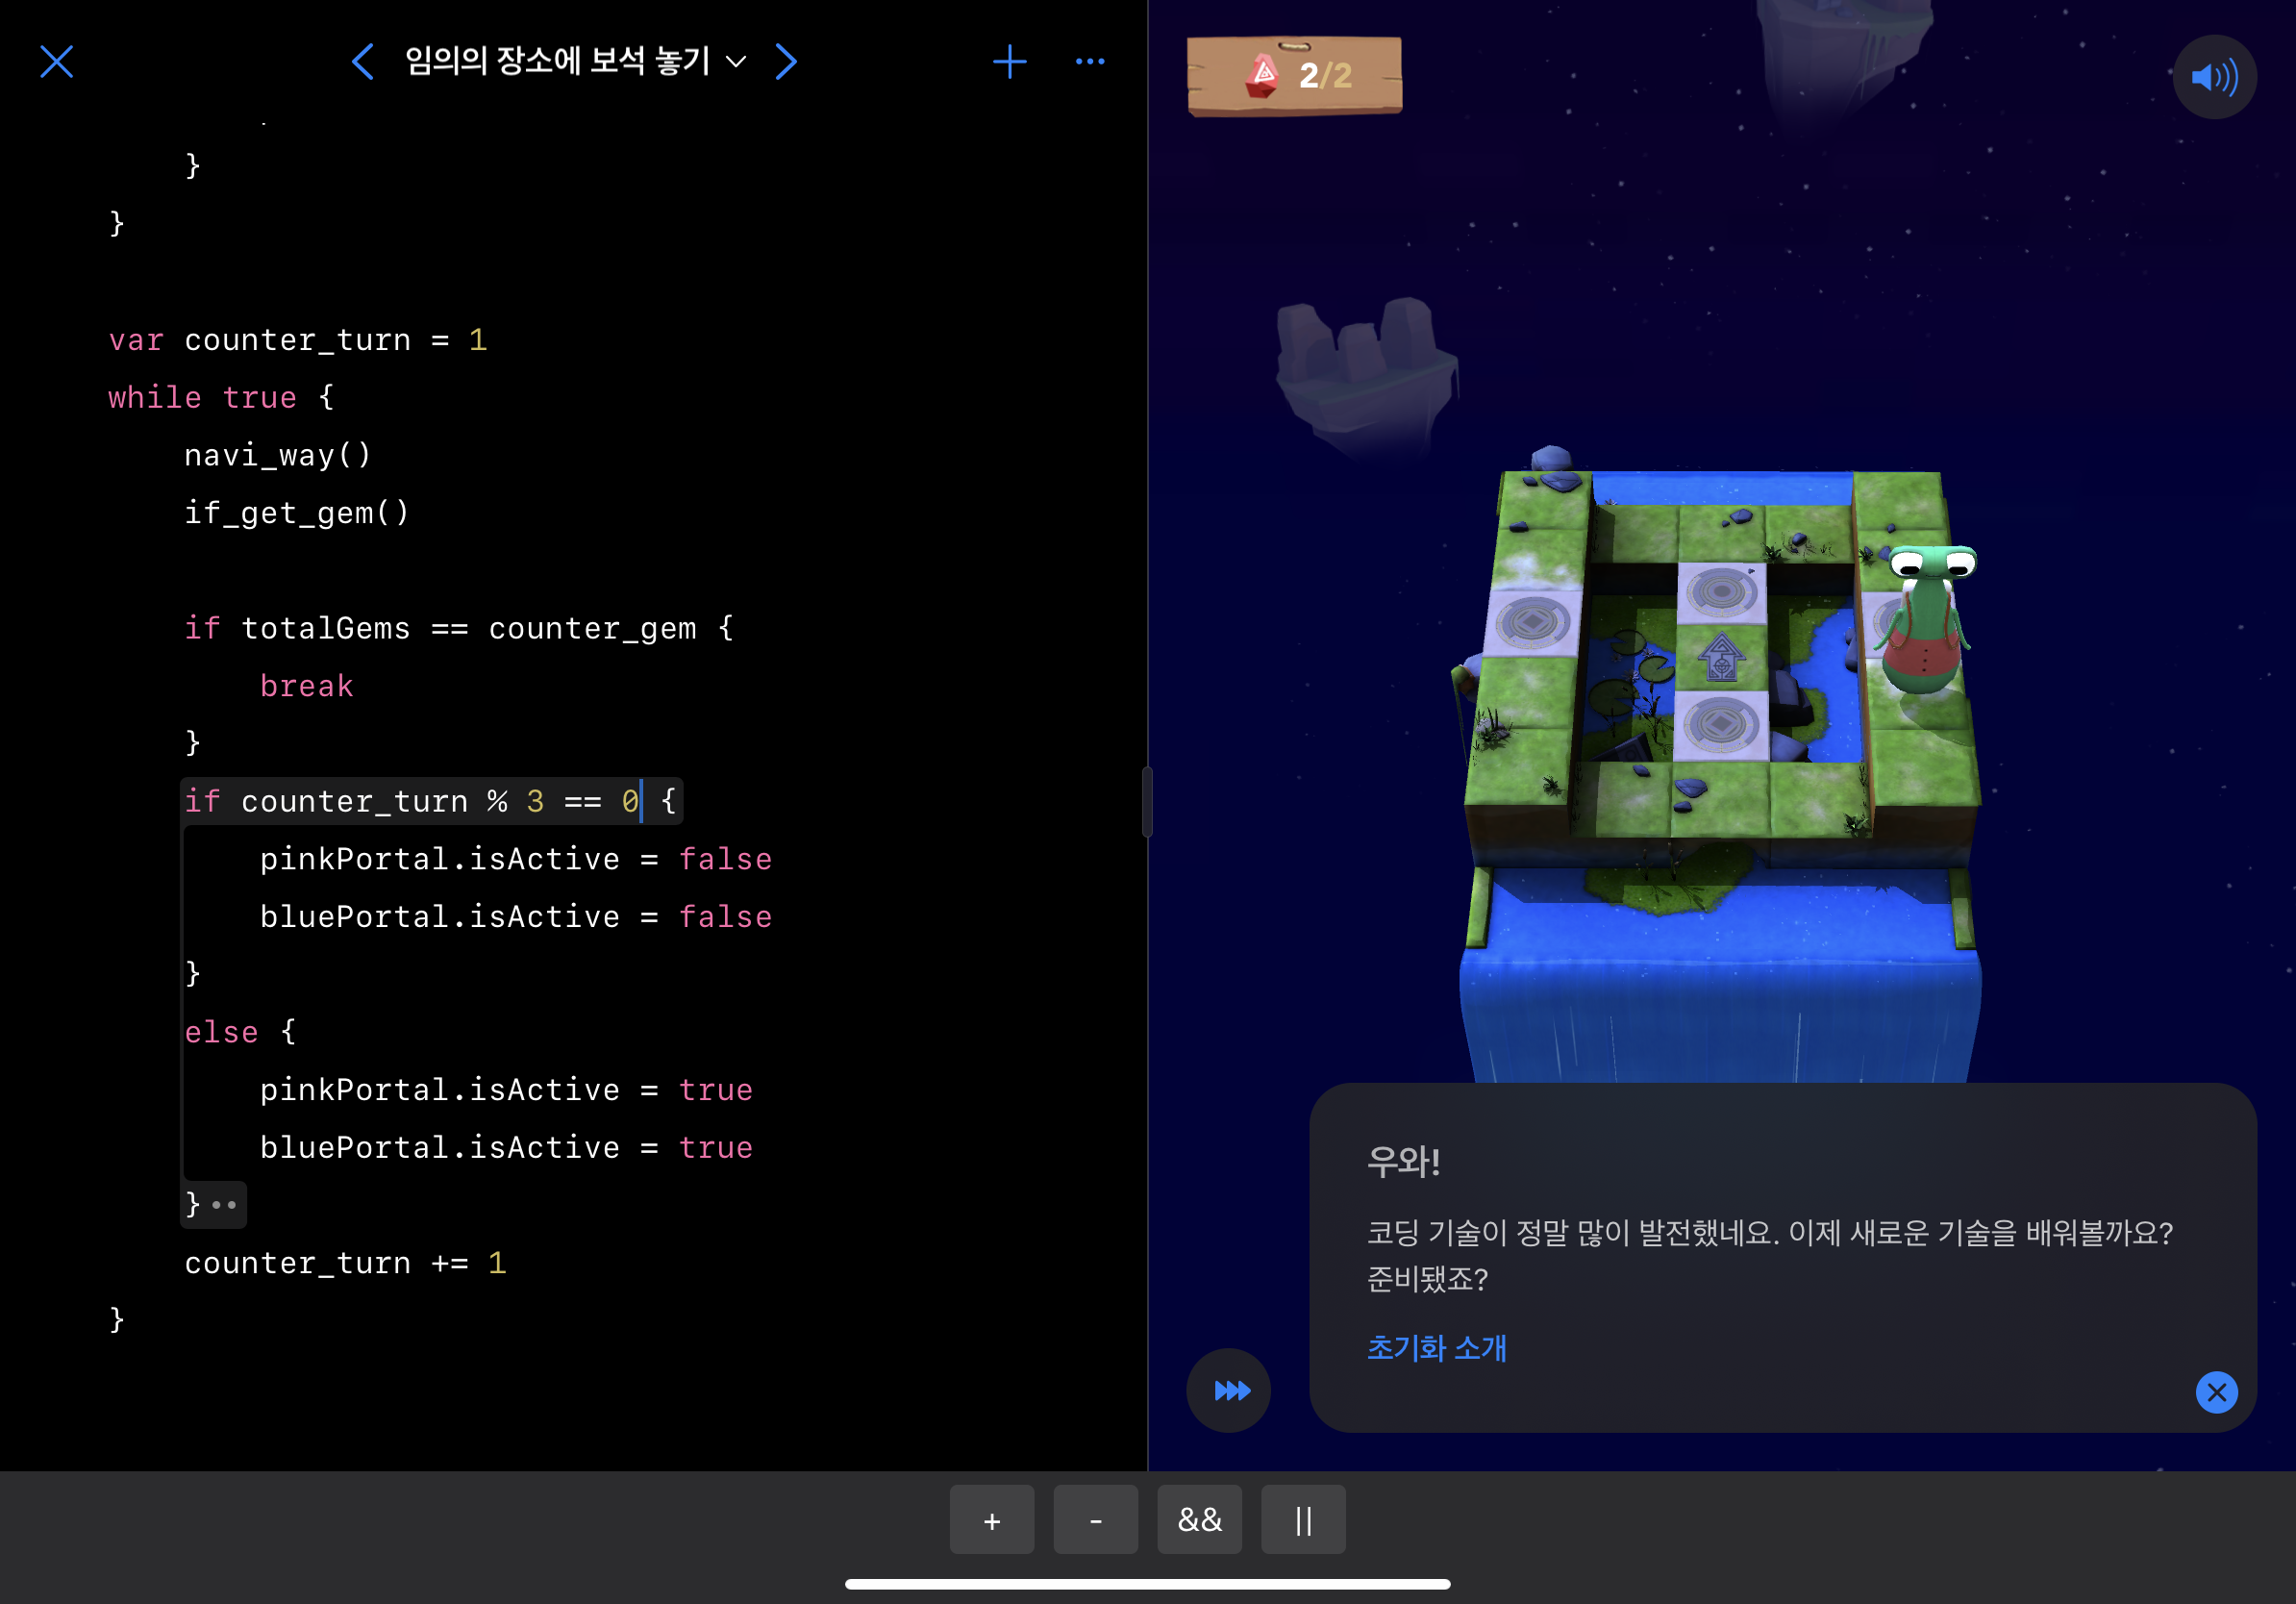 임의의 장소에 보석 놓기
}
}
var counter_turn = 1
while true {
navi_way()
if_get_gem()
if totalGems == counter_gem {
break
}
if counter_turn % 3 == 0 {
pinkPortal.isActive = false
bluePortal.isActive = false
}
else {
pinkPortal.isActive = true
bluePortal.isActive = true
}
counter_turn += 1
}
2/2
우와!
코딩 기술이 정말 많이 발전했네요. 이제 새로운 기술을 배워볼까요?
준비됐죠?
초기화 소개
+ - && ||